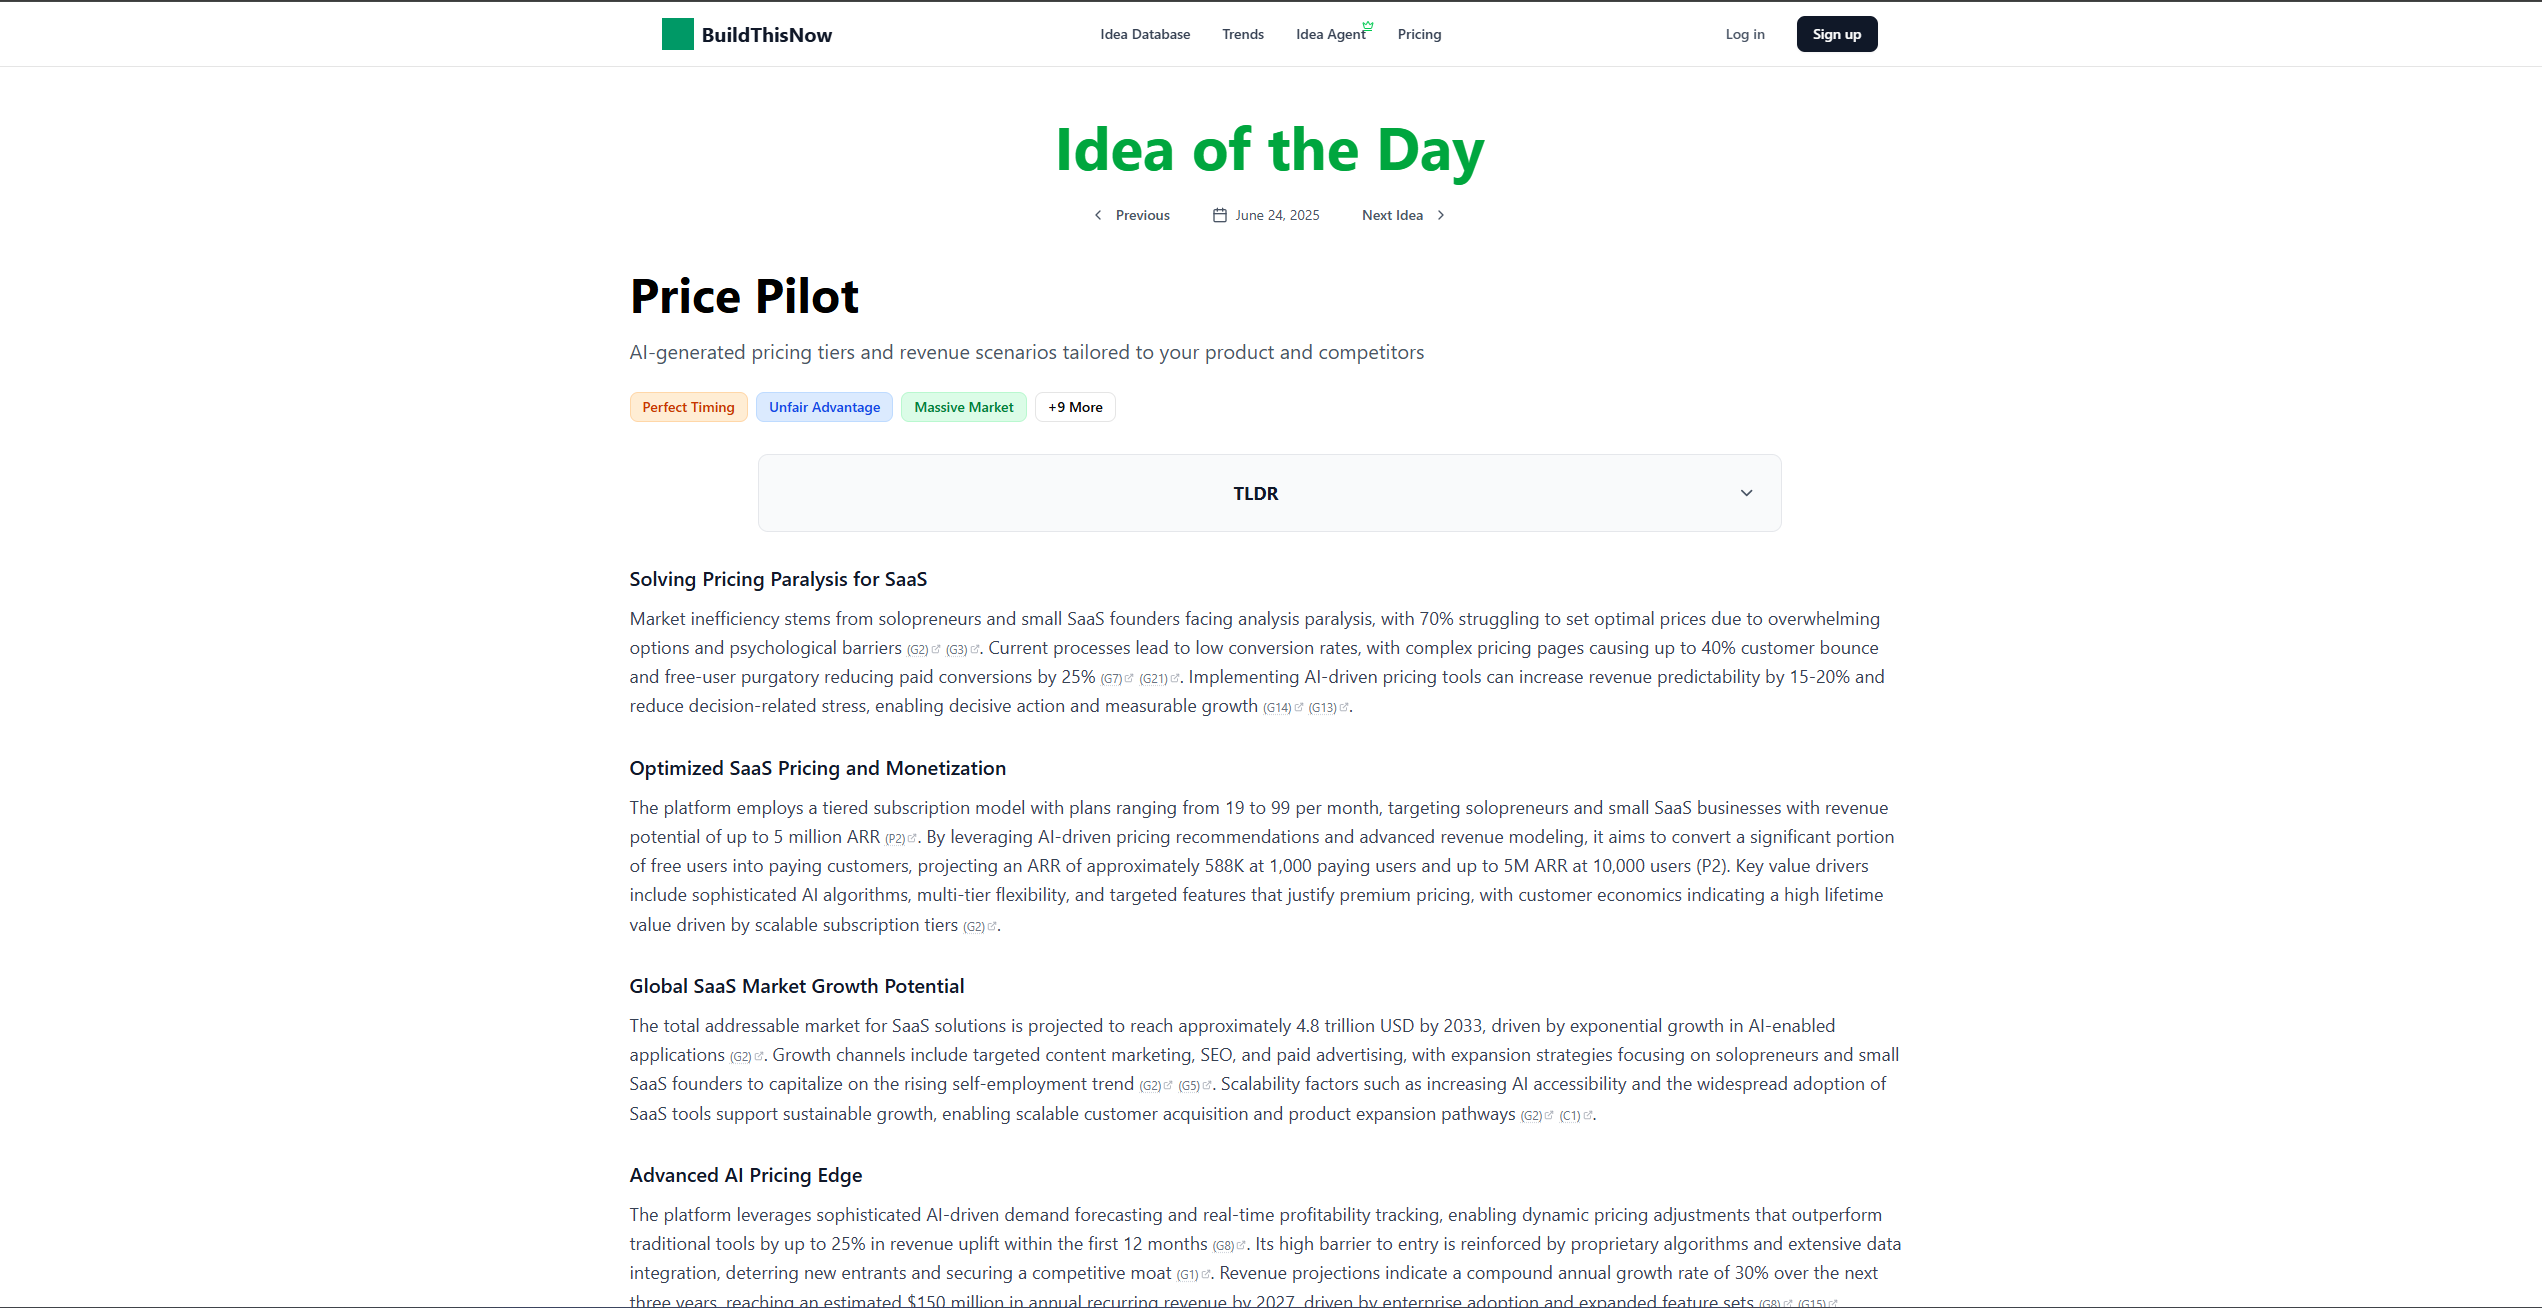 BuildThisNow
Idea Database
Trends
Idea Agent
Pricing
Log in
Sign up
Idea of the Day
Previous
June 24, 2025
Next Idea
Price Pilot
AI-generated pricing tiers and revenue scenarios tailored to your product and competitors
Perfect Timing
Unfair Advantage
Massive Market
+9 More
TLDR
Solving Pricing Paralysis for SaaS
Market inefficiency stems from solopreneurs and small SaaS founders facing analysis paralysis, with 70% struggling to set optimal prices due to overwhelming
options and psychological barriers (G2) (G3). Current processes lead to low conversion rates, with complex pricing pages causing up to 40% customer bounce
and free-user purgatory reducing paid conversions by 25% (G7) (G21). Implementing AI-driven pricing tools can increase revenue predictability by 15-20% and
reduce decision-related stress, enabling decisive action and measurable growth (G14) (G13).
Optimized SaaS Pricing and Monetization
The platform employs a tiered subscription model with plans ranging from 19 to 99 per month, targeting solopreneurs and small SaaS businesses with revenue
potential of up to 5 million ARR (P2). By leveraging AI-driven pricing recommendations and advanced revenue modeling, it aims to convert a significant portion
of free users into paying customers, projecting an ARR of approximately 588K at 1,000 paying users and up to 5M ARR at 10,000 users (P2). Key value drivers
include sophisticated AI algorithms, multi-tier flexibility, and targeted features that justify premium pricing, with customer economics indicating a high lifetime
value driven by scalable subscription tiers (G2).
Global SaaS Market Growth Potential
The total addressable market for SaaS solutions is projected to reach approximately 4.8 trillion USD by 2033, driven by exponential growth in AI-enabled
applications (G2). Growth channels include targeted content marketing, SEO, and paid advertising, with expansion strategies focusing on solopreneurs and small
SaaS founders to capitalize on the rising self-employment trend (G2) (G5). Scalability factors such as increasing AI accessibility and the widespread adoption of
SaaS tools support sustainable growth, enabling scalable customer acquisition and product expansion pathways (G2) (C1).
Advanced AI Pricing Edge
The platform leverages sophisticated AI-driven demand forecasting and real-time profitability tracking, enabling dynamic pricing adjustments that outperform
traditional tools by up to 25% in revenue uplift within the first 12 months (G8). Its high barrier to entry is reinforced by proprietary algorithms and extensive data
integration, deterring new entrants and securing a competitive moat (G1). Revenue projections indicate a compound annual growth rate of 30% over the next
three years, reaching an estimated $150 million in annual recurring revenue by 2027, driven by enterprise adoption and expanded feature sets (G8) (G15).